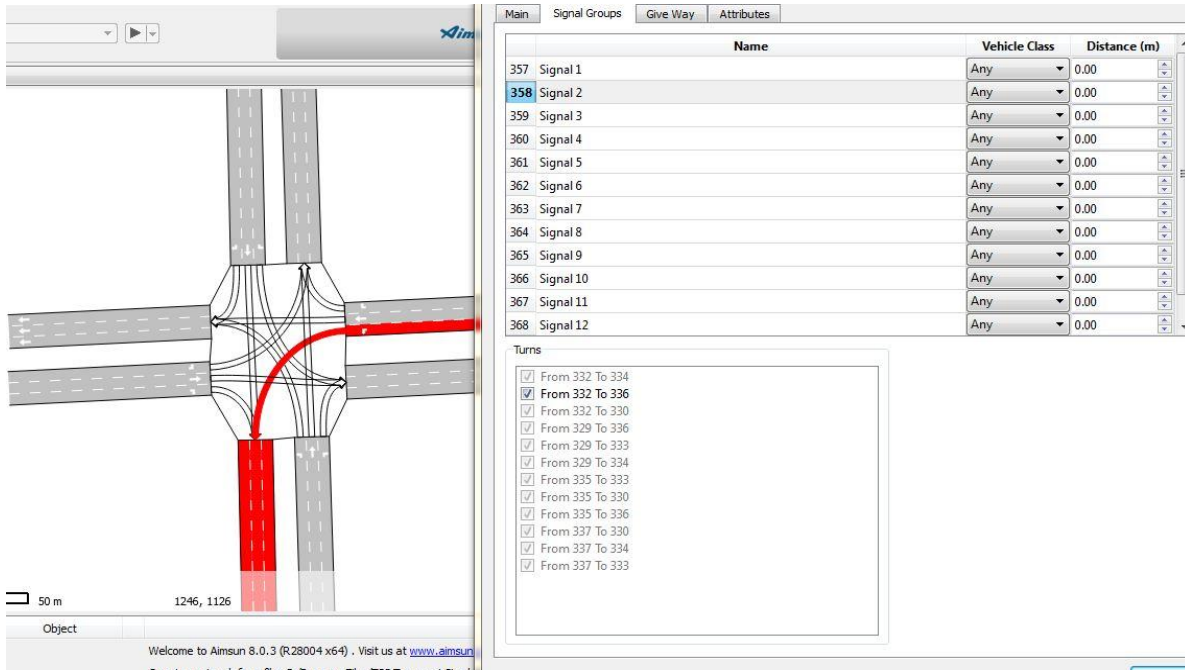 Main
Signal Groups
Give Way
Attributes
Name Vehicle Class Distance (m)
357 Signal 1 Any 0.00
358 Signal 2 Any 0.00
359 Signal 3 Any 0.00
360 Signal 4 Any 0.00
361 Signal 5 Any 0.00
362 Signal 6 Any 0.00
363 Signal 7 Any 0.00
364 Signal 8 Any 0.00
365 Signal 9 Any 0.00
366 Signal 10 Any 0.00
367 Signal 11 Any 0.00
368 Signal 12 Any 0.00
Turns
From 332 To 334
From 332 To 336
From 332 To 330
From 329 To 336
From 329 To 333
From 329 To 334
From 335 To 333
From 335 To 330
From 335 To 336
From 337 To 330
From 337 To 334
From 337 To 333
50 m
1246, 1126
Object
Welcome to Aimsun 8.0.3 (R28004 x64) . Visit us at www.aimsun